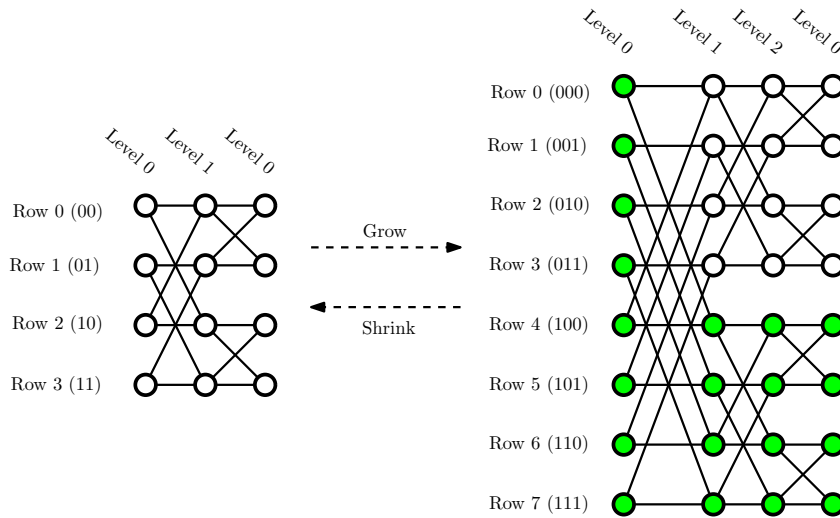 Level 0
Level 1
Level 0
Row 0 (00)
Row 1 (01)
Row 2 (10)
Row 3 (11)
Grow
Shrink
Level 0
Level 1
Level 2
Level 0
Row 0 (000)
Row 1 (001)
Row 2 (010)
Row 3 (011)
Row 4 (100)
Row 5 (101)
Row 6 (110)
Row 7 (111)